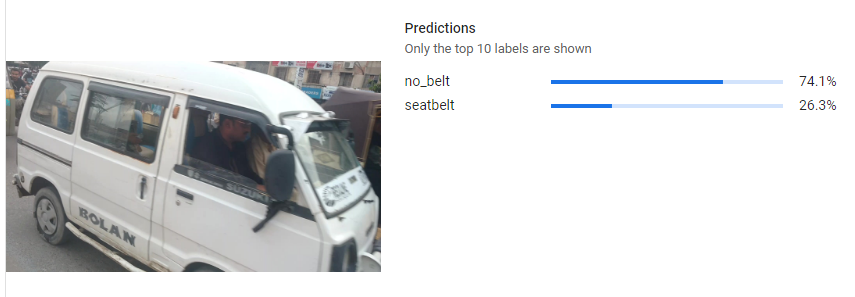 Predictions
Only the top 10 labels are shown
no_belt 74.1%
seatbelt 26.3%
SUZUKI
BOLAN